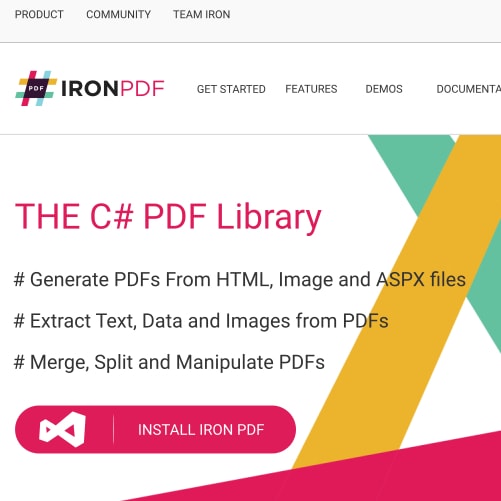 PRODUCT COMMUNITY TEAM IRON
PDF IRONPDF GET STARTED FEATURES DEMOS DOCUMENTA
THE C# PDF Library
# Generate PDFs From HTML, Image and ASPX files
# Extract Text, Data and Images from PDFs
# Merge, Split and Manipulate PDFs
INSTALL IRON PDF